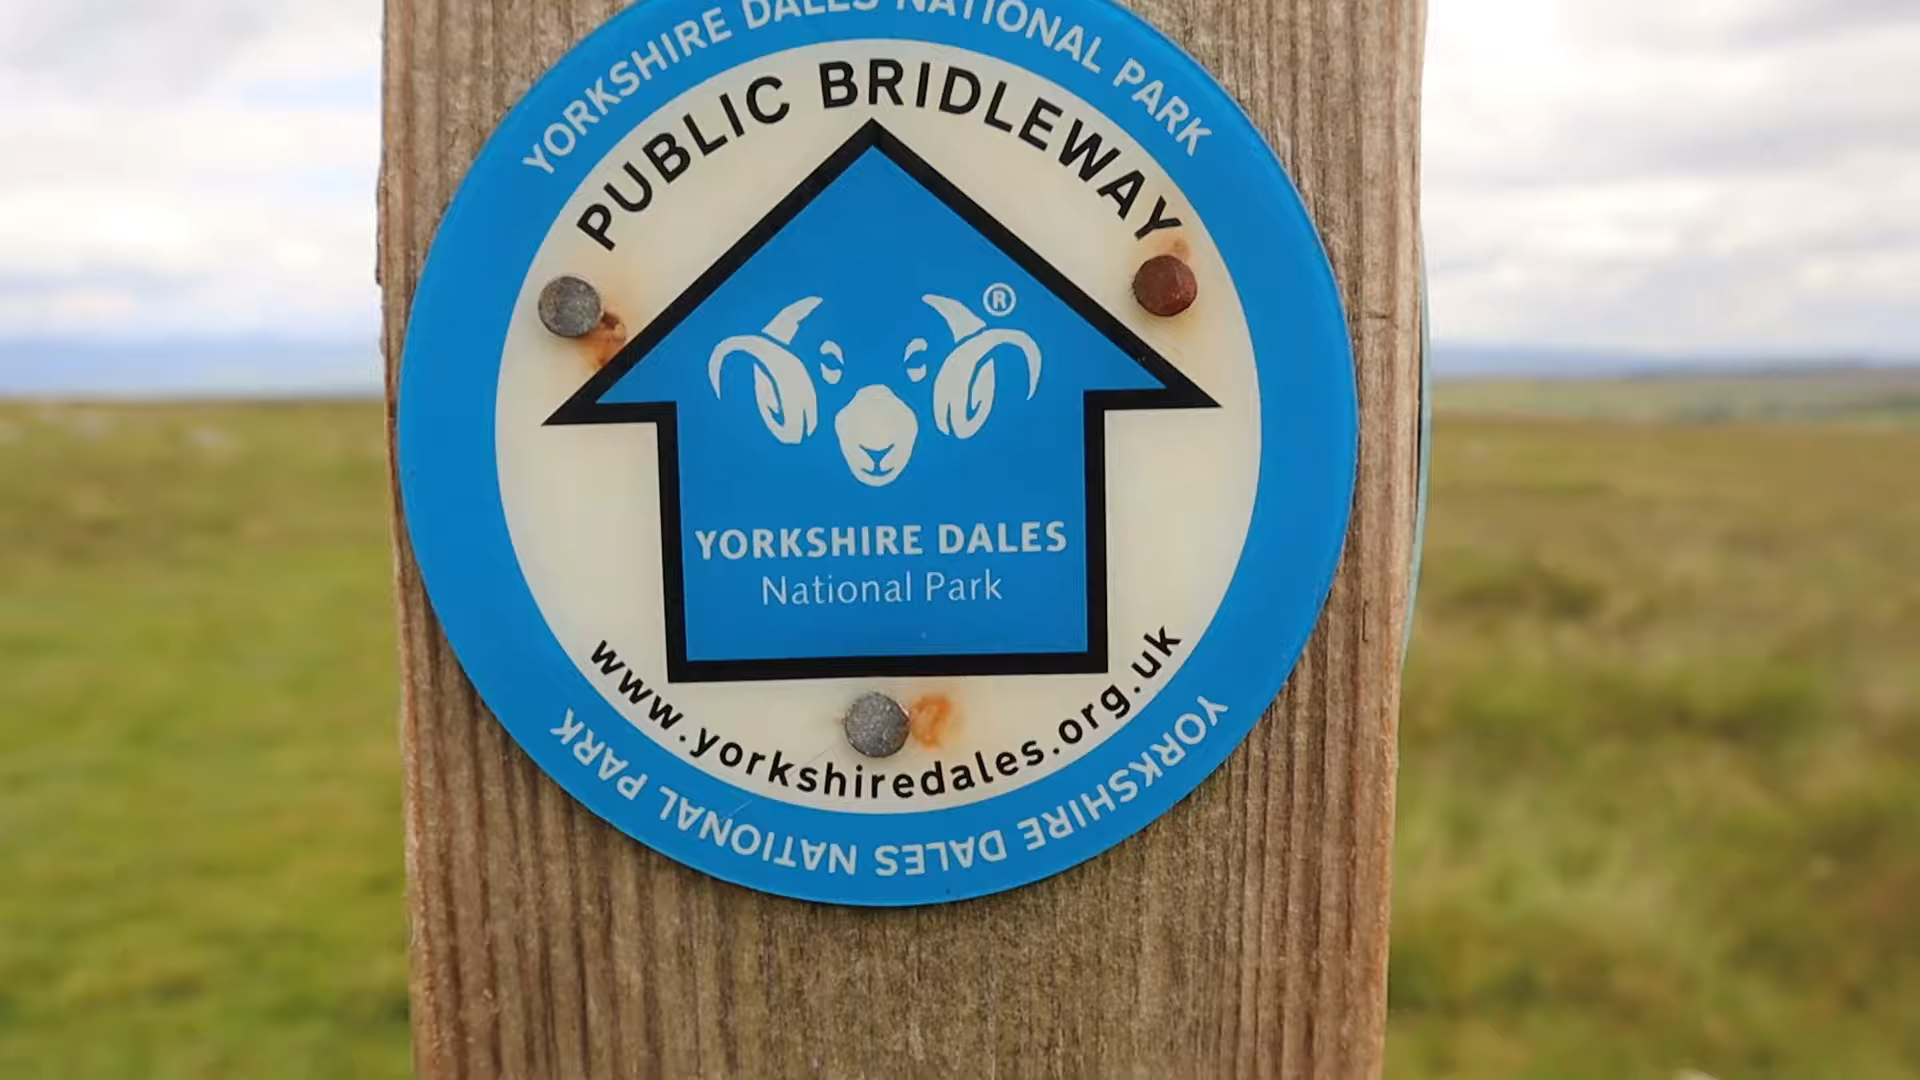 YORKSHIRE DALES NATIONAL PARK
PUBLIC BRIDLEWAY
®
YORKSHIRE DALES
National Park
www.yorkshiredales.org.uk
YORKSHIRE DALES NATIONAL PARK